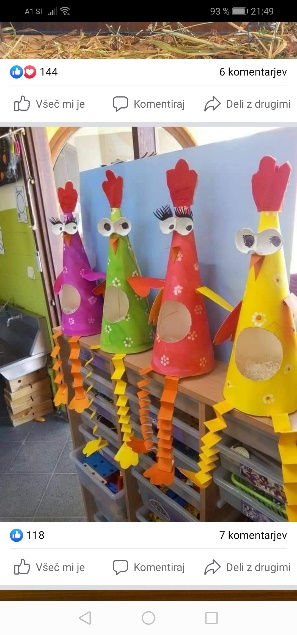 A1 SI 93 % 21:49
144 6 komentarjev
Všeč mi je Komentiraj Deli z drugimi
118 7 komentarjev
Všeč mi je Komentiraj Deli z drugimi